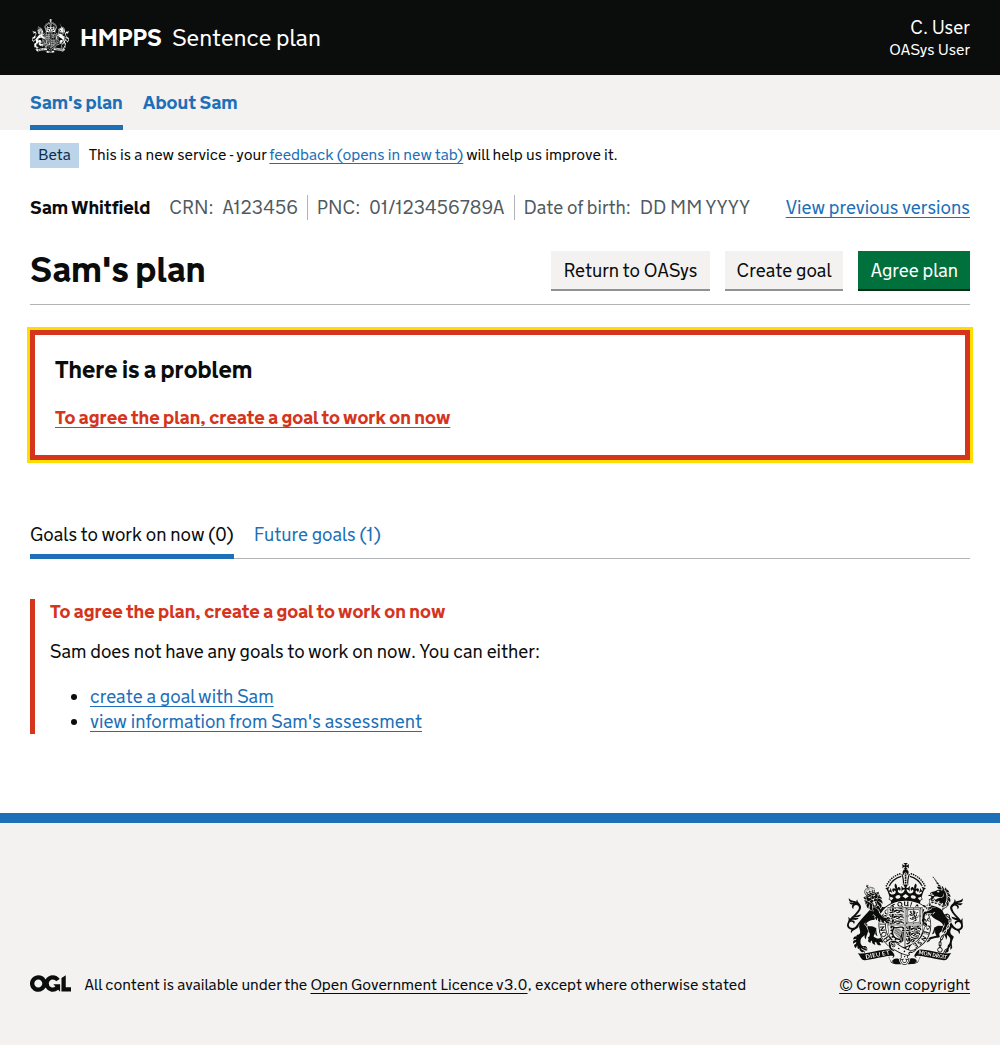 HMPPS Sentence plan
C. User
OASys User
Sam's plan About Sam
Beta This is a new service - your feedback (opens in new tab) will help us improve it.
Sam Whitfield CRN: A123456 PNC: 01/123456789A Date of birth: DD MM YYYY View previous versions
Sam's plan Return to OASys Create goal Agree plan
There is a problem
To agree the plan, create a goal to work on now
Goals to work on now (0) Future goals (1)
To agree the plan, create a goal to work on now
Sam does not have any goals to work on now. You can either:
• create a goal with Sam
• view information from Sam's assessment
DIEU ET MON DROIT
OGL All content is available under the Open Government Licence v3.0, except where otherwise stated © Crown copyright